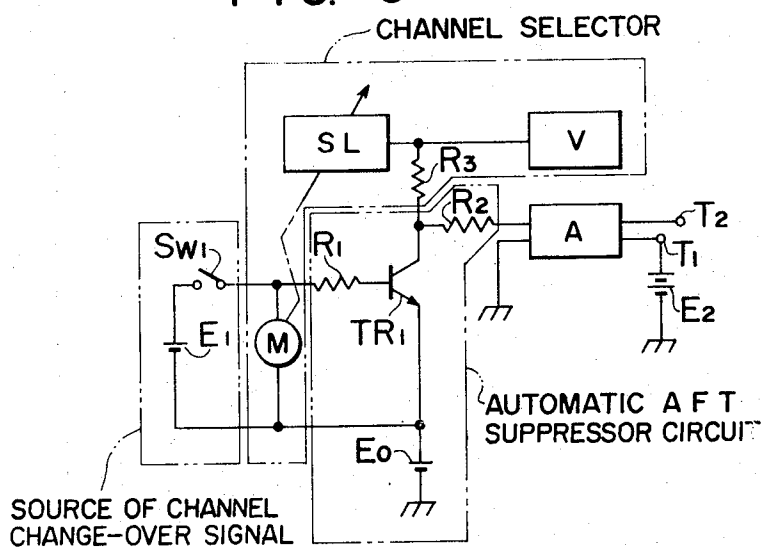 CHANNEL SELECTOR
SL
V
R3
R2
T2
A
T1
SW1
R1
E1
M
TR1
E2
AUTOMATIC AFT
SUPPRESSOR CIRCUIT
E0
SOURCE OF CHANNEL
CHANGE-OVER SIGNAL